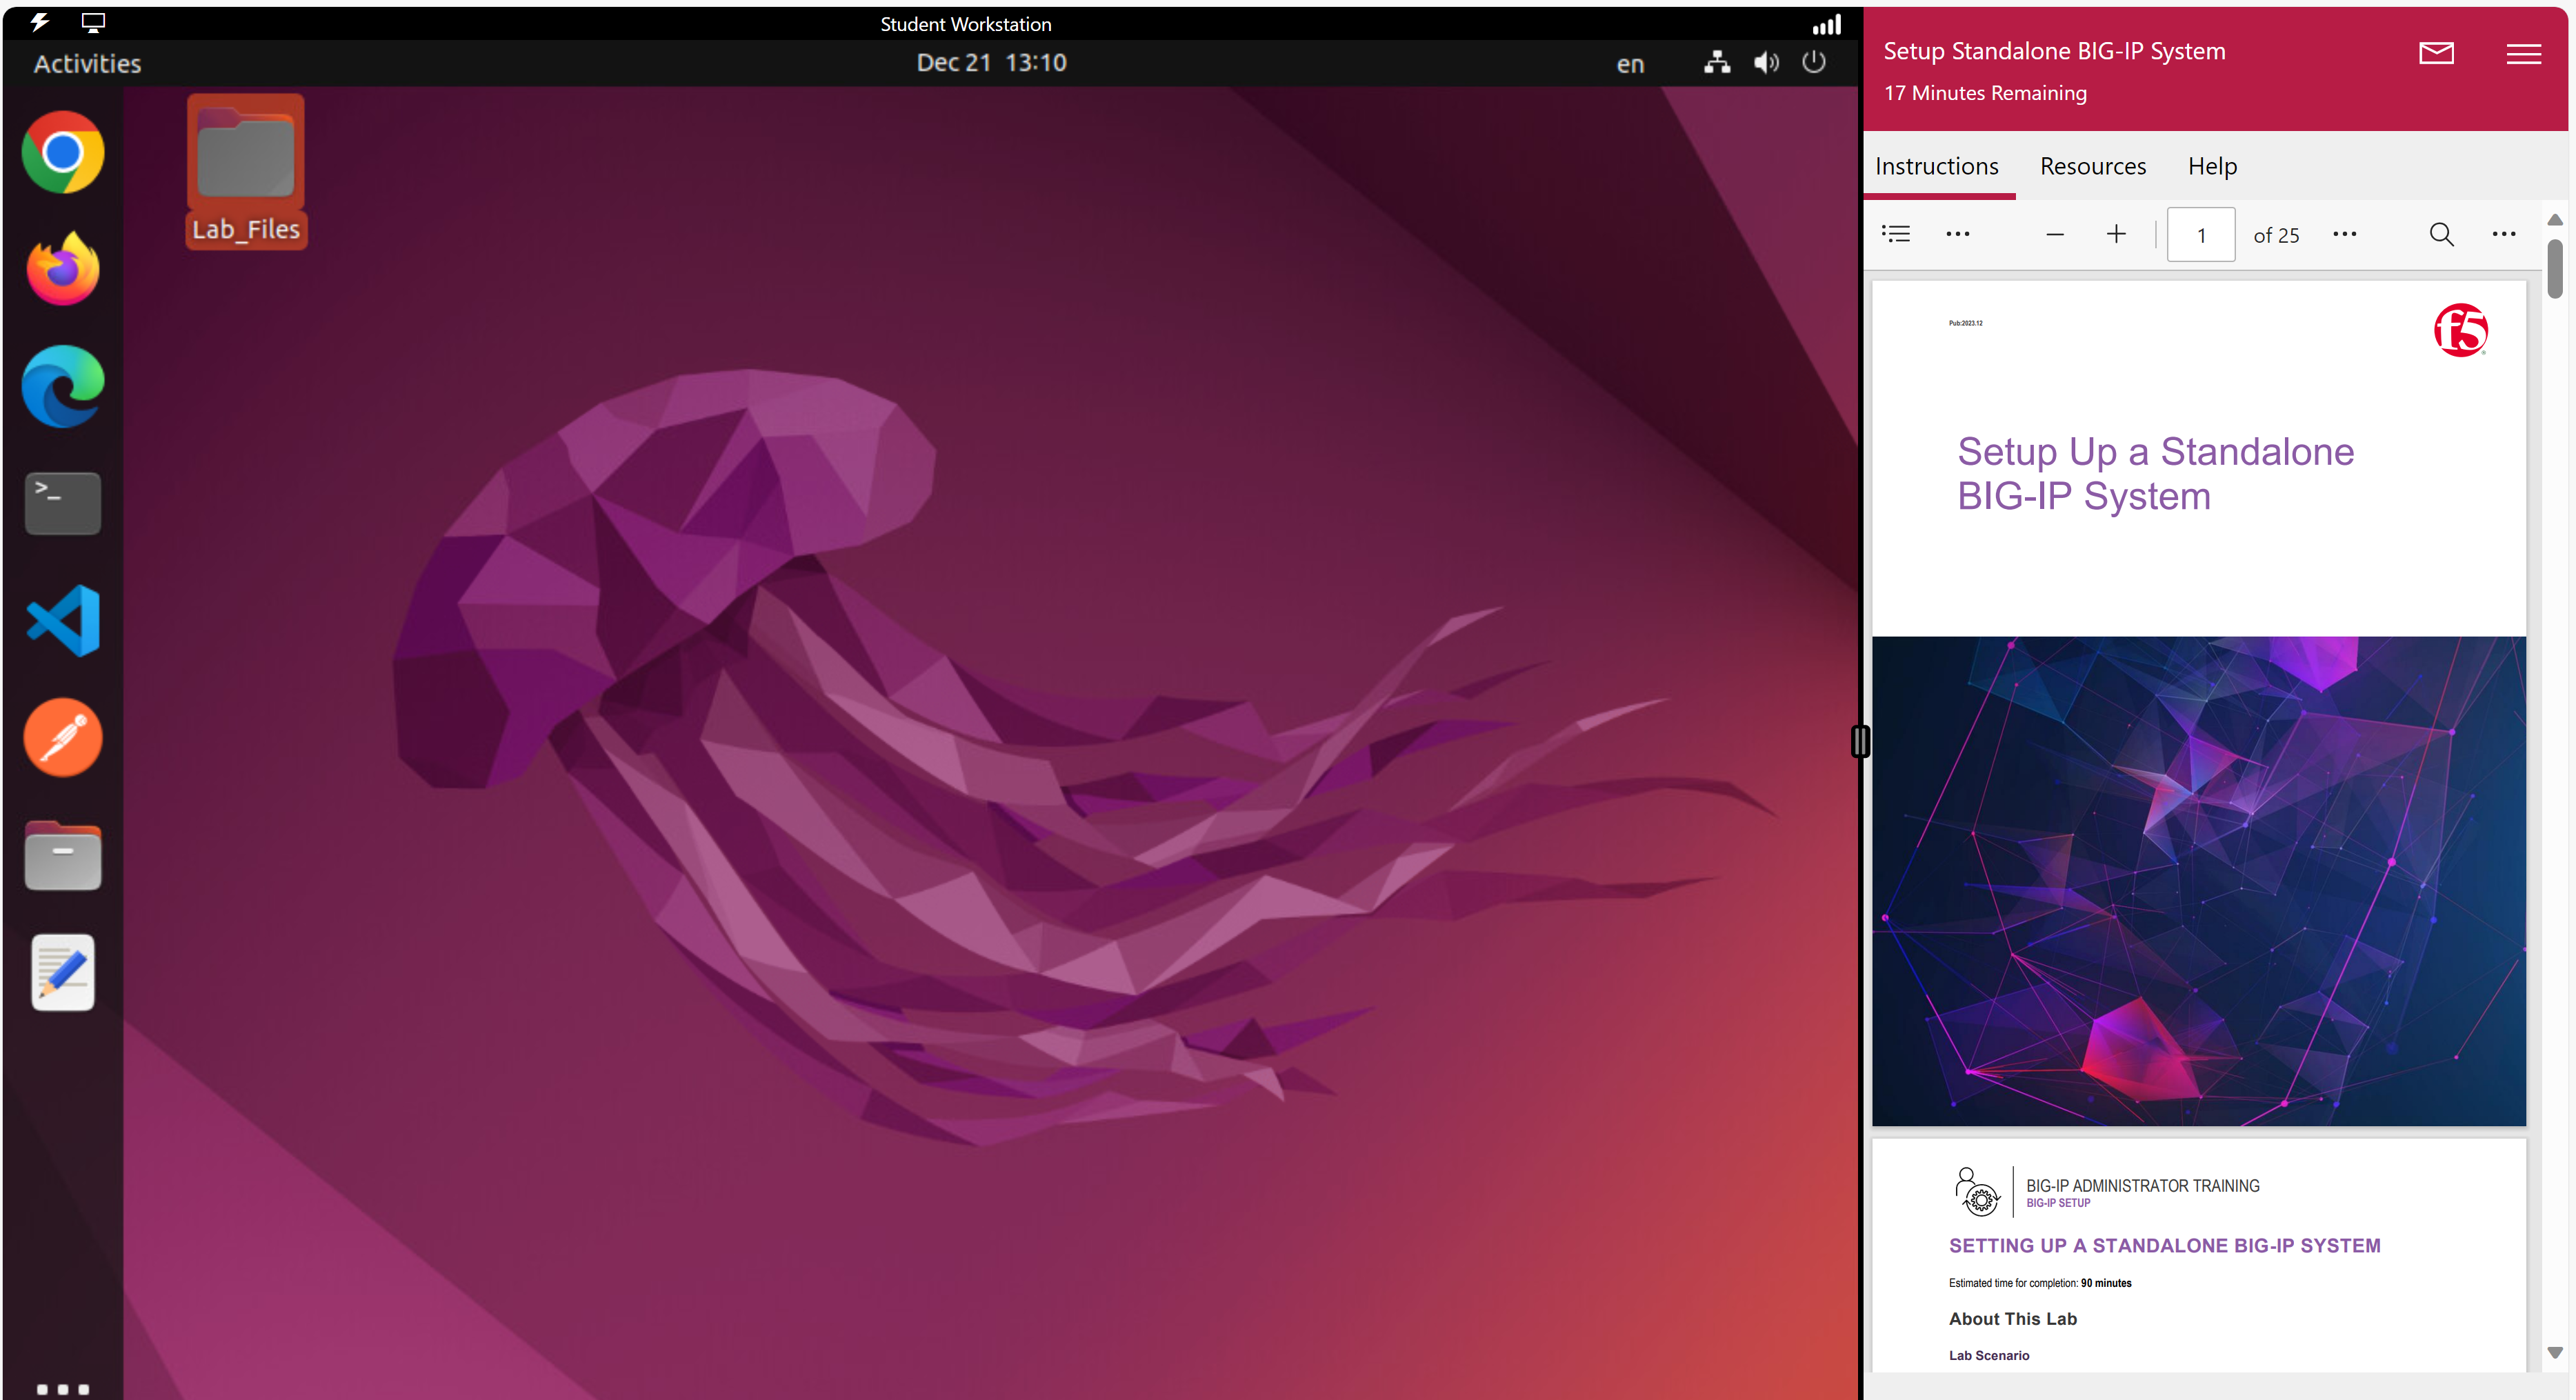 Student Workstation
Activities
Dec 21 13:10
en
Lab_Files
>_
Setup Standalone BIG-IP System
17 Minutes Remaining
Instructions
Resources
Help
1
of 25
Pub:2023.12
f5
Setup Up a Standalone
BIG-IP System
BIG-IP ADMINISTRATOR TRAINING
BIG-IP SETUP
SETTING UP A STANDALONE BIG-IP SYSTEM
Estimated time for completion: 90 minutes
About This Lab
Lab Scenario